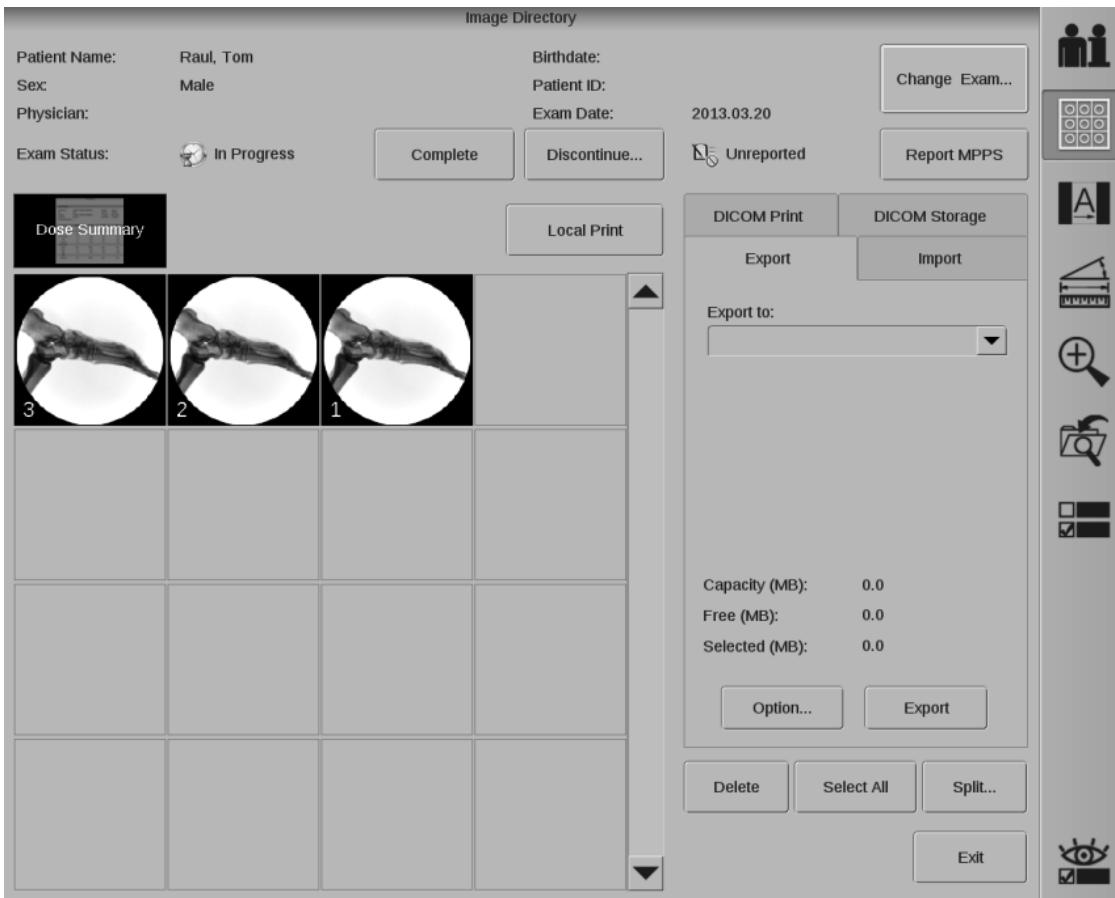 Image Directory
Patient Name: Raul, Tom Birthdate:
Sex: Male Patient ID:
Physician: Exam Date: 2013.03.20
Change Exam...
Exam Status: In Progress Complete Discontinue... Unreported Report MPPS
Dose Summary
Local Print
DICOM Print DICOM Storage
Export Import
Export to:
3 2 1
Capacity (MB): 0.0
Free (MB): 0.0
Selected (MB): 0.0
Option... Export
Delete Select All Split...
Exit
A